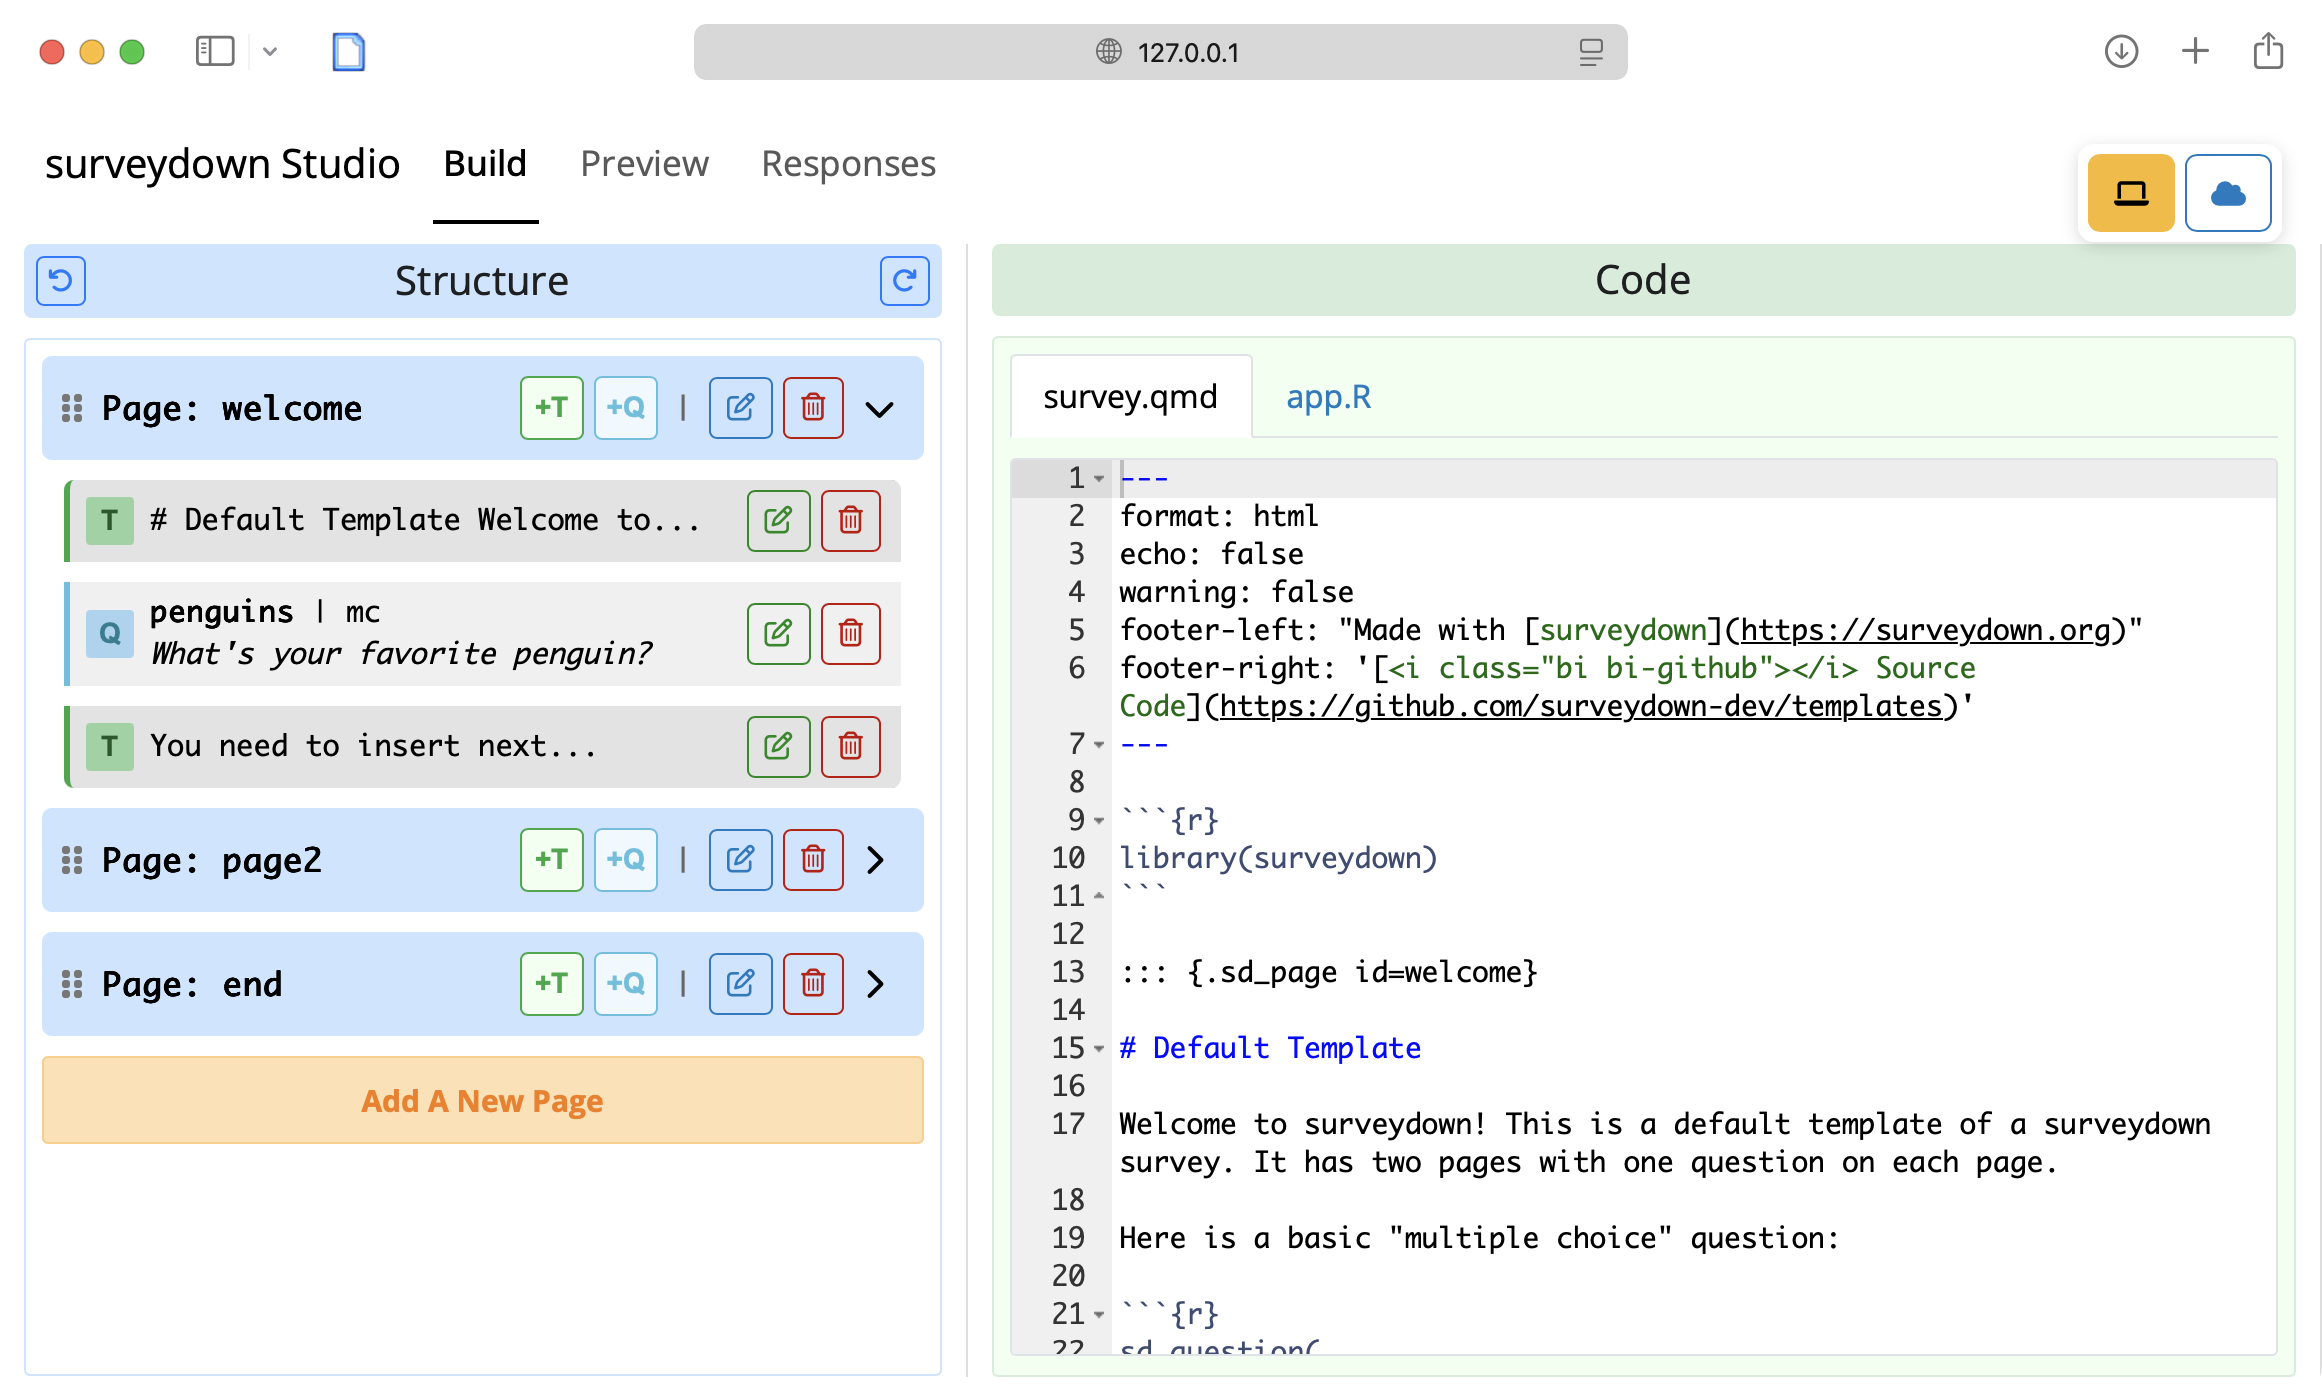 127.0.0.1
surveydown Studio Build Preview Responses
Structure
Page: welcome +T +Q |
T # Default Template Welcome to...
Q penguins | mc
What's your favorite penguin?
T You need to insert next...
Page: page2 +T +Q |
Page: end +T +Q |
Add A New Page
Code
survey.qmd app.R
1 ---
2 format: html
3 echo: false
4 warning: false
5 footer-left: "Made with [surveydown](https://surveydown.org)"
6 footer-right: '[<i class="bi bi-github"></i> Source
Code](https://github.com/surveydown-dev/templates)'
7 ---
8
9 ```{r}
10 library(surveydown)
11 ```
12
13 ::: {.sd_page id=welcome}
14
15 # Default Template
16
17 Welcome to surveydown! This is a default template of a surveydown
survey. It has two pages with one question on each page.
18
19 Here is a basic "multiple choice" question:
20
21 ```{r}
22 sd_question(